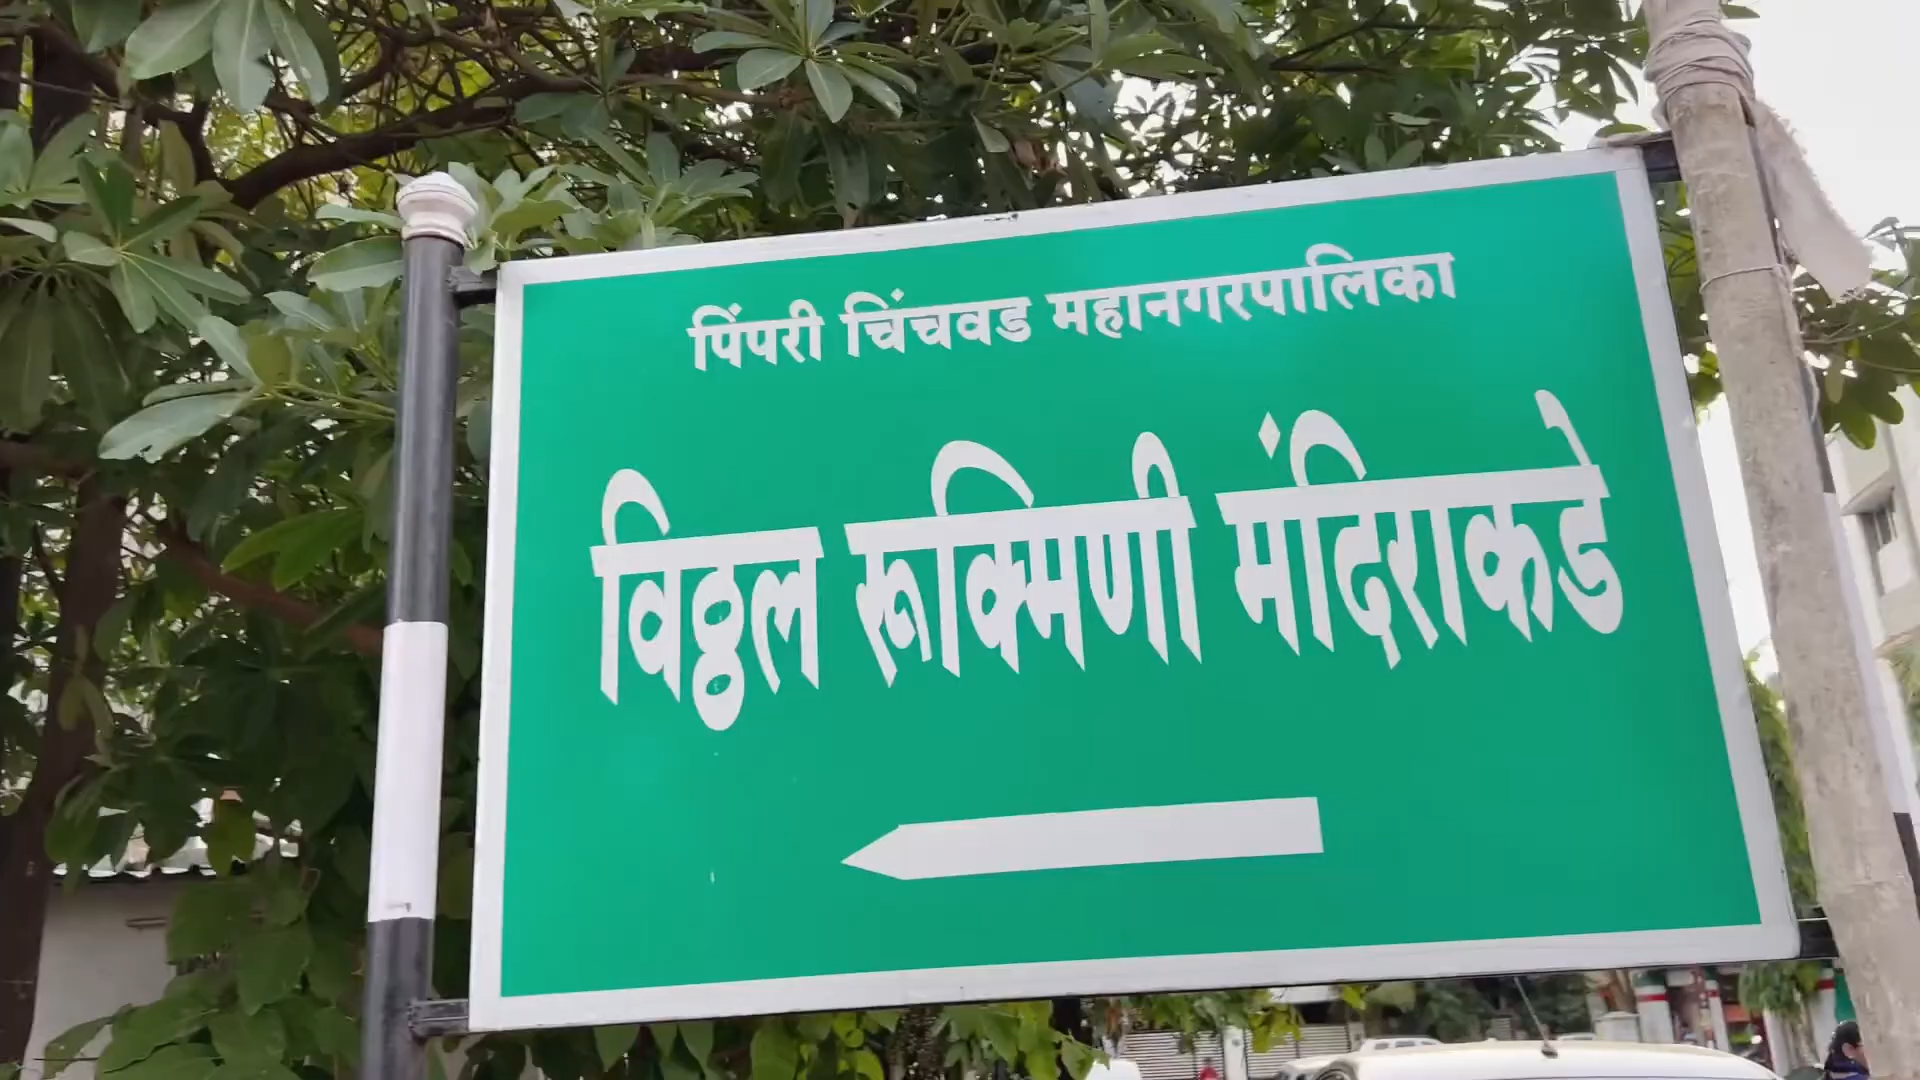 पिंपरी चिंचवड महानगरपालिका
विठ्ठल रूक्मिणी मंदिराकडे